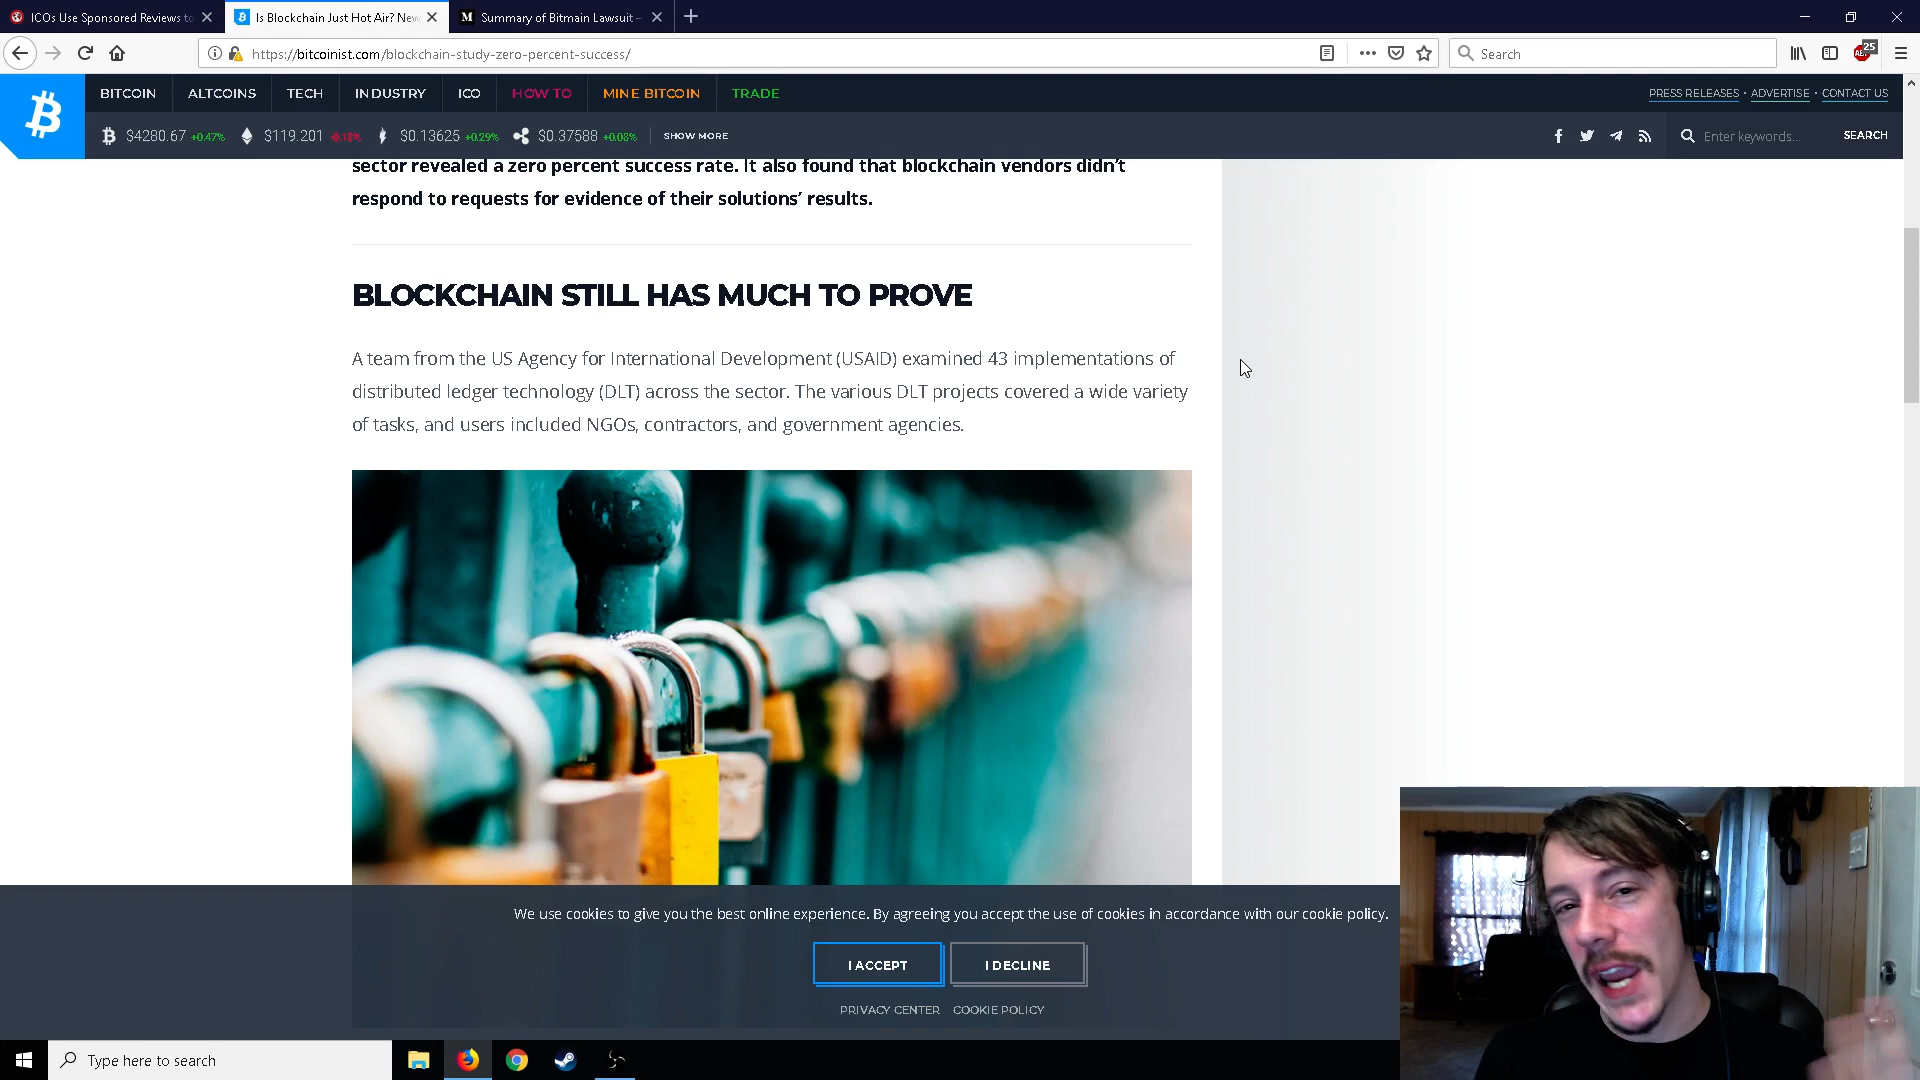 ICOs Use Sponsored Reviews to
Is Blockchain Just Hot Air? New
Summary of Bitmain Lawsuit –
https://bitcoinist.com/blockchain-study-zero-percent-success/
Search
25
BITCOIN ALTCOINS TECH INDUSTRY ICO HOW TO MINE BITCOIN TRADE
PRESS RELEASES • ADVERTISE • CONTACT US
$4280.67 +0.47% $119.201 -0.18% $0.13625 +0.29% $0.37588 +0.08% SHOW MORE
Enter keywords... SEARCH
sector revealed a zero percent success rate. It also found that blockchain vendors didn't
respond to requests for evidence of their solutions' results.
BLOCKCHAIN STILL HAS MUCH TO PROVE
A team from the US Agency for International Development (USAID) examined 43 implementations of
distributed ledger technology (DLT) across the sector. The various DLT projects covered a wide variety
of tasks, and users included NGOs, contractors, and government agencies.
We use cookies to give you the best online experience. By agreeing you accept the use of cookies in accordance with our cookie policy.
I ACCEPT I DECLINE
PRIVACY CENTER COOKIE POLICY
Type here to search